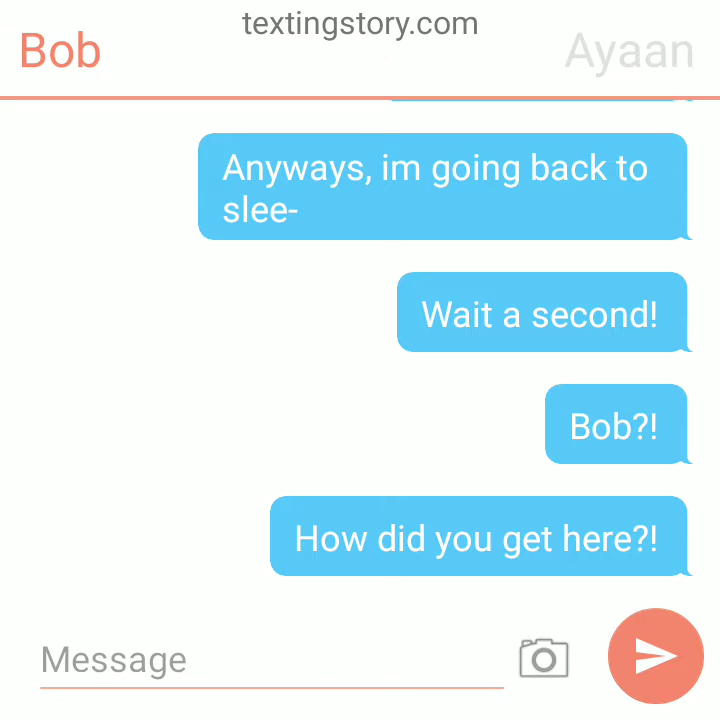 textingstory.com
Bob
Ayaan
Anyways, im going back to
slee-
Wait a second!
Bob?!
How did you get here?!
Message